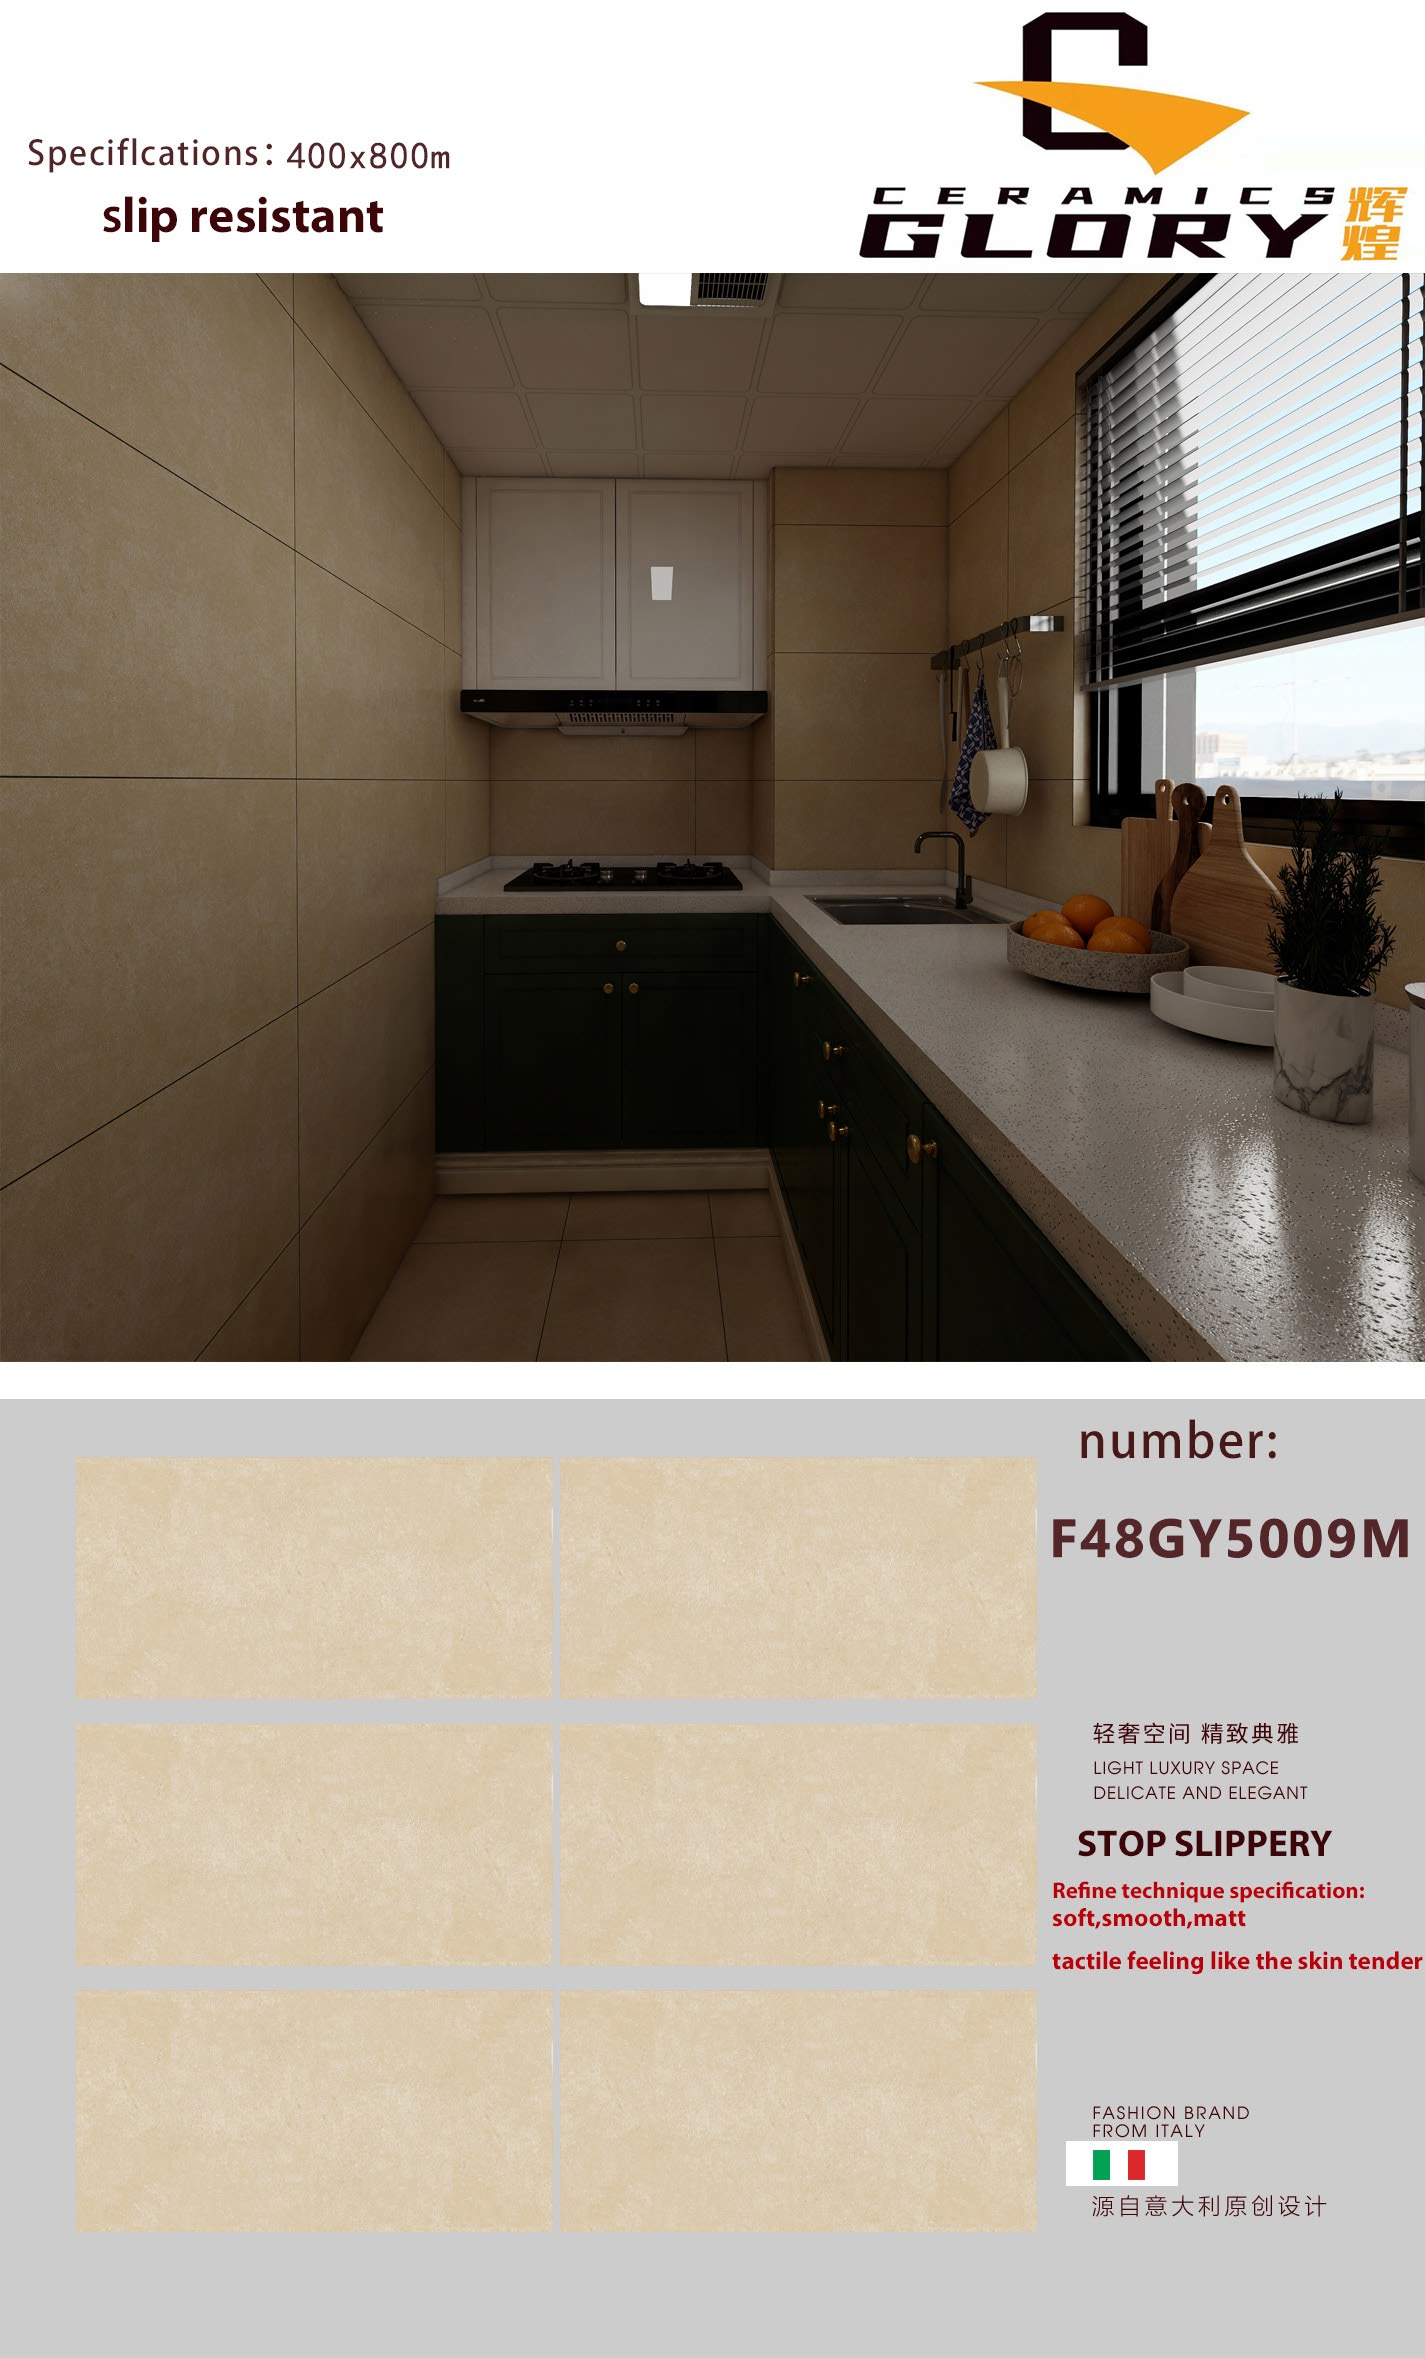 Speciflcations: 400x800m
slip resistant
CERAMICS
GLORY 辉煌
number:
F48GY5009M
轻奢空间 精致典雅
LIGHT LUXURY SPACE
DELICATE AND ELEGANT
STOP SLIPPERY
Refine technique specification:
soft,smooth,matt
tactile feeling like the skin tender
FASHION BRAND
FROM ITALY
源自意大利原创设计